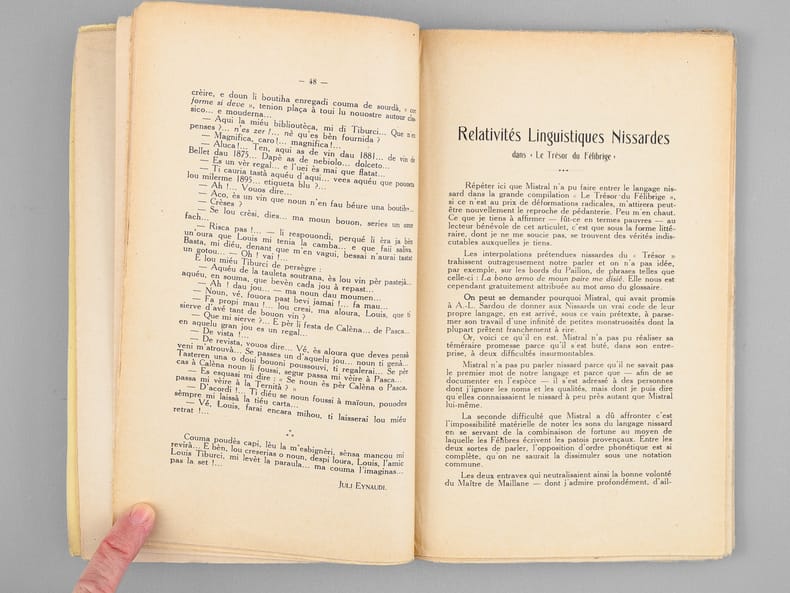 — 48 —
crèire, e doun li boutiha enregadi couma de sourdà, «
forme si deve », tenion plaça à toui lu nouostre autour cla-
sico... e mouderna...
— Aqui la miéu biblioutèca, mi di Tiburci... Que n'en
penses ?... n'es zer !... nè qu'es bèn fournida ?
— Magnifica, caro !... magnifica !...
— Aluca !... Ten, aqui as de vin dau 1881... de vin de
Bellet dau 1875... Dapè as de nebiolo... dolceto...
— Es un vèr regal... e l'uei ès mai que flatat...
— Ti cauria tastà aquéu d'aqui... vees aquéu que pouorta
lou milerme 1895... etiqueta blu ?...
— Ah !... Vouos dire...
— Aco, ès un vin que noun n'en fau béure una boutiha...
— Crèses ?
— Se lou crèsi, dies... ma moun bouon, series un ome
fach...
— Risca pas !... — li respouondi, perqué li èra ja bèn
un'oura que Louis mi tenia la camba... e que faii saliva.
Basta, mi diéu, denant que m'en vagui, bessai n'aurai tastat
un gotou... — Oh ! vai !...
E lou miéu Tiburci de persègre :
— Aquéu de la tauleta soutrana, ès lou vin pèr pastejà...
aquéu, en souma, que bevèn cada jou à repast...
— Ah ! dau jou... — ma noun dau moumen...
— Noun, vé, fouora past bevi jamai !... fa mau...
— Fa propi mau !... lou cresi, ma aloura, Louis, que ti
sierve d'avé tant de bouon vin ?
— Que mi sierve ?... E pèr li festa de Calèna... de Pasca...
en aquelu gran jou es un regal...
— De vista !...
— De revista, vouos dire... Vé, ès aloura que deves pensà
veni m'atrouvà... Se passes un d'aquelu jou... noun ti genà...
Tasteren una o doui bouoni poussouvi, ti regalerai... Se pèr
cas à Calèna noun li foussi, segur passa mi vèire à Pasca...
— Es esquasi mi dire : « Se noun ès pèr Calèna o Pasca,
passa mi vèire à la Ternità ? »
— D'acordi !... Ti diéu se noun foussi à maïoun, pouodes
sèmpre mi laissà la tiéu carta...
— Vé, Louis, farai encara mihou, ti laisserai lou miéu
retrat !...
Couma poudès capi, lèu la m'esbignèri, sènsa mancou mi
revirà... E bèn, lou creserias o noun, despi loura, Louis, l'amic
Louis Tiburci, mi levèt la paraula... ma couma l'imaginas...
pas la set !...
JULI EYNAUDI.
Relativités Linguistiques Nissardes
dans « Le Trésor du Félibrige »
Répéter ici que Mistral n'a pu faire entrer le langage nis-
sard dans la grande compilation « Le Trésor du Félibrige »,
si ce n'est au prix de déformations radicales, m'attirera peut-
être nouvellement le reproche de pédanterie. Peu m'en chaut.
Ce que je tiens à affirmer — fût-ce en termes pauvres — au
lecteur bénévole de cet articulet, c'est que sous la forme litté-
raire, dont je ne me soucie pas, se trouvent des vérités indis-
cutables auxquelles je tiens.
Les interpolations prétendues nissardes du « Trésor »
trahissent outrageusement notre parler et on n'a pas idée,
par exemple, sur les bords du Paillon, de phrases telles que
celle-ci : La bono armo de moun paire me disié. Elle nous est
cependant gratuitement attribuée au mot amo du glossaire.
On peut se demander pourquoi Mistral, qui avait promis
à A.-L. Sardou de donner aux Nissards un vrai code de leur
propre langage, en est arrivé, sous ce vain prétexte, à parse-
mer son travail d'une infinité de petites monstruosités dont la
plupart prêtent franchement à rire.
Or, voici ce qu'il en est. Mistral n'a pas pu réaliser sa
téméraire promesse parce qu'il s'est buté, dans son entre-
prise, à deux difficultés insurmontables.
Mistral n'a pas pu parler nissard parce qu'il ne savait pas
le premier mot de notre langage et parce que — afin de se
documenter en l'espèce — il s'est adressé à des personnes
dont j'ignore les noms et les qualités, mais dont je puis dire
qu'elles connaissaient le nissard à peu près autant que Mistral
lui-même.
La seconde difficulté que Mistral a dû affronter c'est
l'impossibilité matérielle de noter les sons du langage nissard
en se servant de la combinaison de fortune au moyen de
laquelle les Félibres écrivent les patois provençaux. Entre les
deux sortes de parler, l'opposition d'ordre phonétique est si
complète, qu'on ne saurait la dissimuler sous une notation
commune.
Les deux entraves qui neutralisaient ainsi la bonne volonté
du Maître de Maillane — dont j'admire profondément, d'ail-